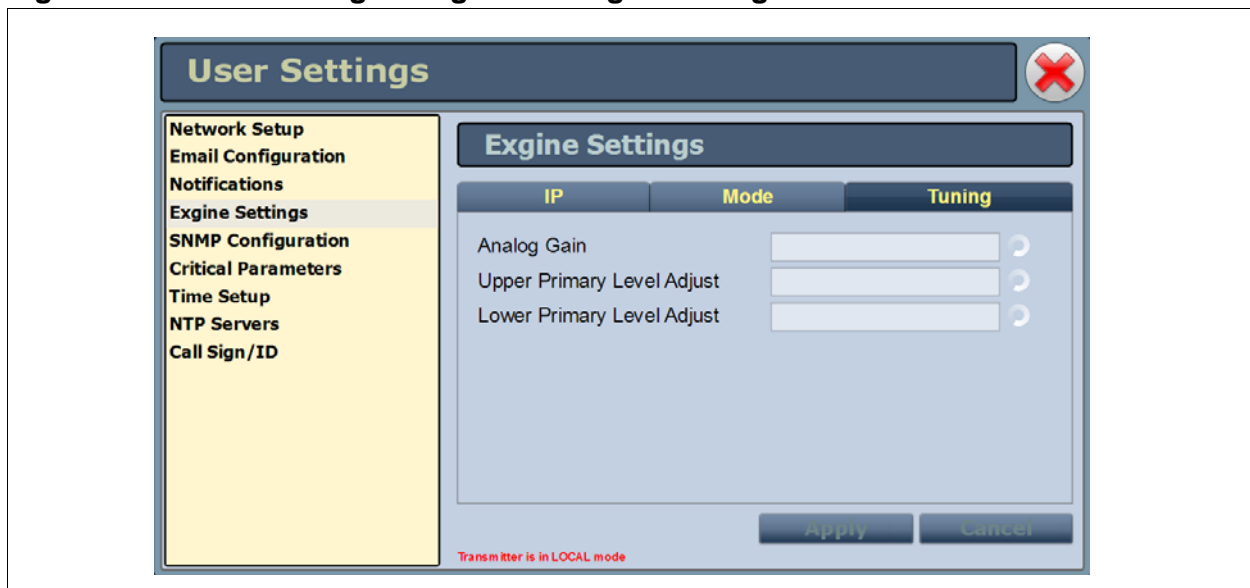 User Settings
Network Setup
Email Configuration
Notifications
Exgine Settings
SNMP Configuration
Critical Parameters
Time Setup
NTP Servers
Call Sign/ID
Exgine Settings
IP Mode Tuning
Analog Gain
Upper Primary Level Adjust
Lower Primary Level Adjust
Apply Cancel
Transmitter is in LOCAL mode